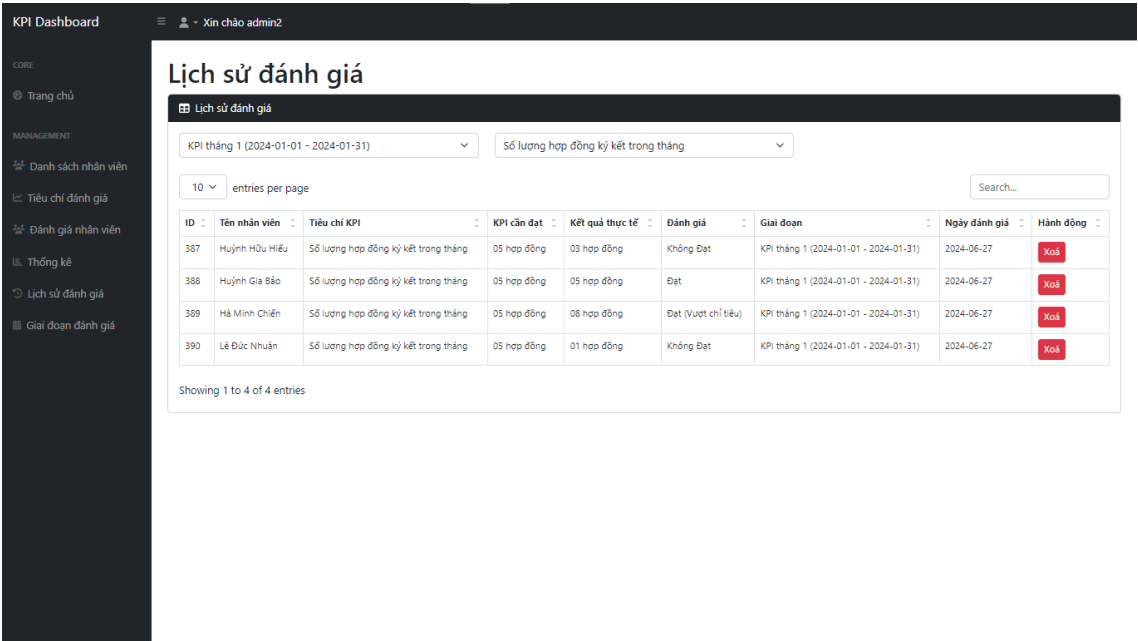 KPI Dashboard
Xin chào admin2
CORE
Trang chủ
MANAGEMENT
Danh sách nhân viên
Tiêu chí đánh giá
Đánh giá nhân viên
Thống kê
Lịch sử đánh giá
Giai đoạn đánh giá
Lịch sử đánh giá
Lịch sử đánh giá
KPI tháng 1 (2024-01-01 - 2024-01-31) Số lượng hợp đồng ký kết trong tháng
10 entries per page Search...
ID Tên nhân viên Tiêu chí KPI KPI cần đạt Kết quả thực tế Đánh giá Giai đoạn Ngày đánh giá Hành động
387 Huỳnh Hữu Hiếu Số lượng hợp đồng ký kết trong tháng 05 hợp đồng 03 hợp đồng Không Đạt KPI tháng 1 (2024-01-01 - 2024-01-31) 2024-06-27 Xoá
388 Huỳnh Gia Bảo Số lượng hợp đồng ký kết trong tháng 05 hợp đồng 05 hợp đồng Đạt KPI tháng 1 (2024-01-01 - 2024-01-31) 2024-06-27 Xoá
389 Hà Minh Chiến Số lượng hợp đồng ký kết trong tháng 05 hợp đồng 08 hợp đồng Đạt (Vượt chỉ tiêu) KPI tháng 1 (2024-01-01 - 2024-01-31) 2024-06-27 Xoá
390 Lê Đức Nhuận Số lượng hợp đồng ký kết trong tháng 05 hợp đồng 01 hợp đồng Không Đạt KPI tháng 1 (2024-01-01 - 2024-01-31) 2024-06-27 Xoá
Showing 1 to 4 of 4 entries